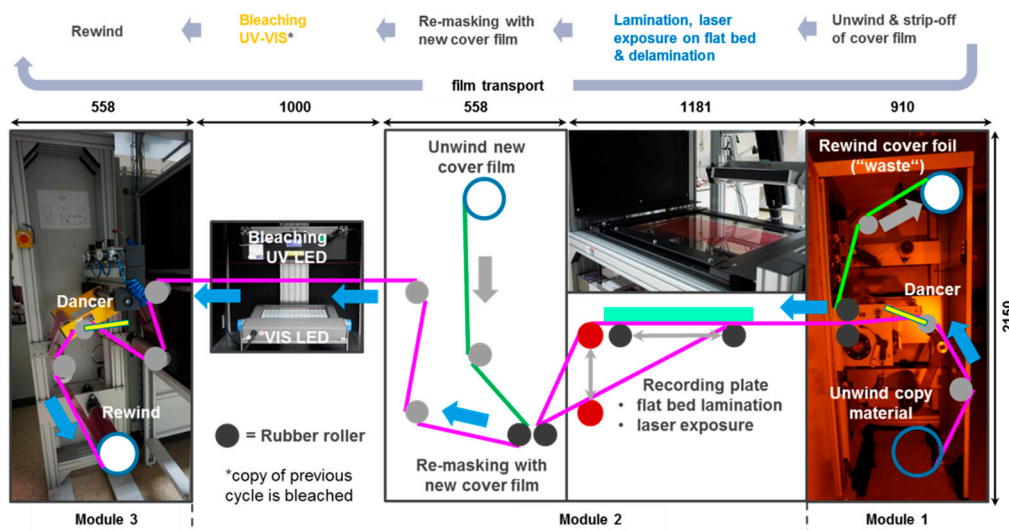 Rewind
Bleaching
UV-VIS*
Re-masking with
new cover film
Lamination, laser
exposure on flat bed
& delamination
Unwind & strip-off
of cover film
film transport
558
1000
558
1181
910
Unwind new
cover film
Rewind cover foil
(“waste“)
Bleaching
UV LED
Dancer
Dancer
VIS LED
2150
Recording plate
• flat bed lamination
• laser exposure
Unwind copy
material
Rewind
= Rubber roller
*copy of previous
cycle is bleached
Re-masking with
new cover film
Module 3
Module 2
Module 1